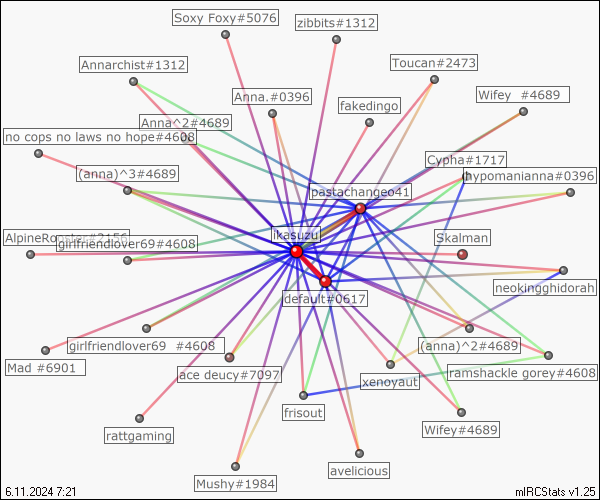 Soxy Foxy#5076
zibbits#1312
Annarchist#1312
Toucan#2473
Wifey  #4689
Anna.#0396
fakedingo
Anna^2#4689
no cops no laws no hope#4608
Cypha#1717
(anna)^3#4689
hypomanianna#0396
pastachangeo41
likasuzu
AlpineRooster#3156
girlfriendlover69#4608
Skalman
neokingghidorah
default#0617
girlfriendlover69  #4608
(anna)^2#4689
Mad #6901
ace deucy#7097
ramshackle gorey#4608
xenoyaut
frisout
rattgaming
Wifey#4689
avelicious
Mushy#1984
6.11.2024 7:21
mIRCStats v1.25